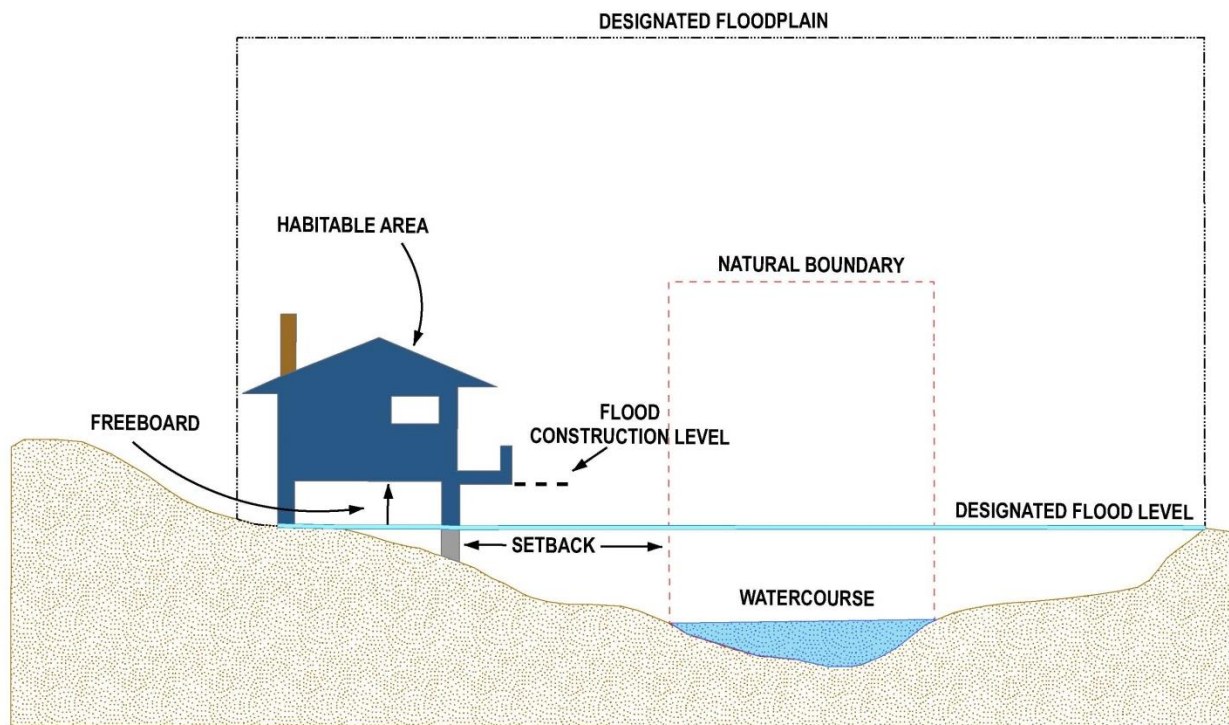 DESIGNATED FLOODPLAIN
HABITABLE AREA
NATURAL BOUNDARY
FREEBOARD
FLOOD
CONSTRUCTION LEVEL
DESIGNATED FLOOD LEVEL
SETBACK
WATERCOURSE